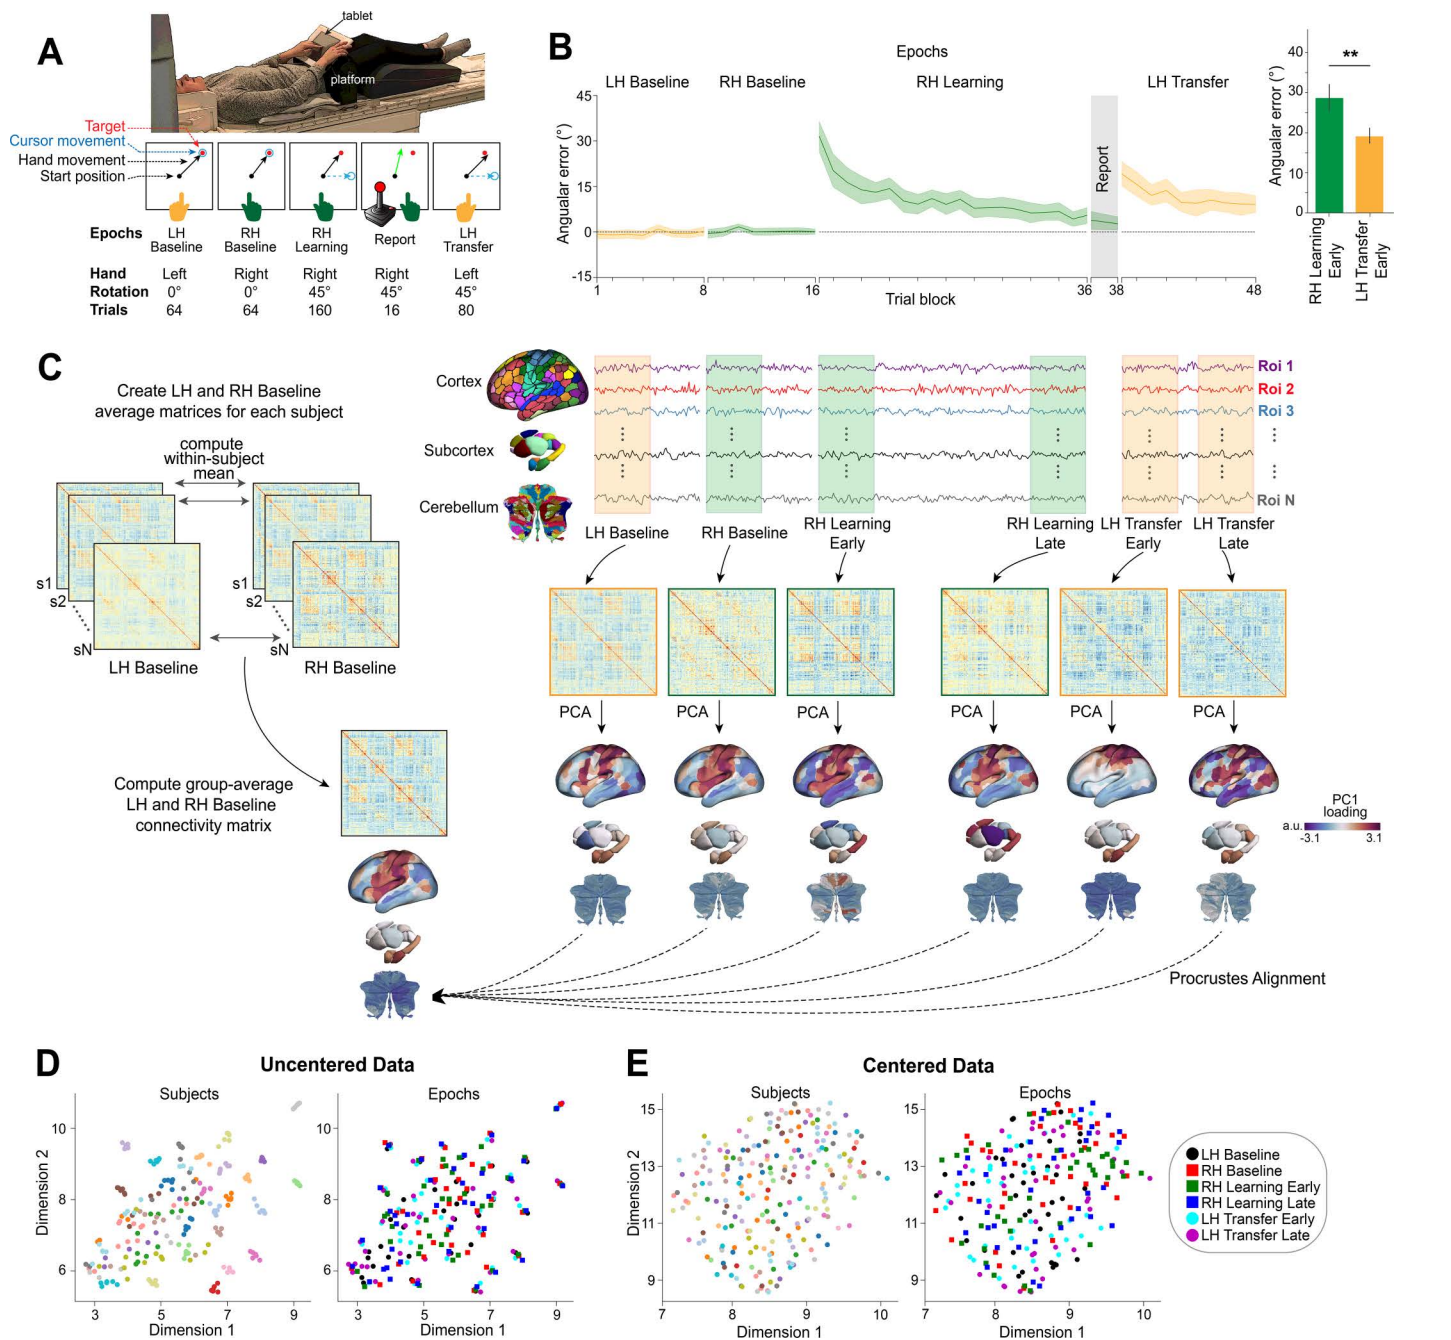 A
tablet
platform
Target
Cursor movement
Hand movement
Start position
Epochs
LH Baseline
RH Baseline
RH Learning
Report
LH Transfer
Hand
Left
Right
Right
Right
Left
Rotation
0°
0°
45°
45°
45°
Trials
64
64
160
16
80
B
Epochs
LH Baseline
RH Baseline
RH Learning
LH Transfer
Report
Angualar error (°)
45
30
15
0
-15
1
8
16
36
38
48
Trial block
**
Angualar error (°)
40
30
20
10
0
RH Learning Early
LH Transfer Early
C
Create LH and RH Baseline
average matrices for each subject
compute
within-subject
mean
s1
s2
sN
LH Baseline
s1
s2
sN
RH Baseline
Compute group-average
LH and RH Baseline
connectivity matrix
Cortex
Subcortex
Cerebellum
Roi 1
Roi 2
Roi 3
Roi N
LH Baseline
RH Baseline
RH Learning
Early
RH Learning
Late
LH Transfer
Early
LH Transfer
Late
PCA
PCA
PCA
PCA
PCA
PCA
PC1
loading
a.u.
-3.1
3.1
Procrustes Alignment
D
Uncentered Data
Subjects
Epochs
Dimension 2
10
8
6
3
5
7
9
Dimension 1
3
5
7
9
Dimension 1
10
8
6
E
Centered Data
Subjects
Epochs
Dimension 2
15
13
11
9
7
8
9
10
Dimension 1
15
13
11
9
7
8
9
10
Dimension 1
LH Baseline
RH Baseline
RH Learning Early
RH Learning Late
LH Transfer Early
LH Transfer Late